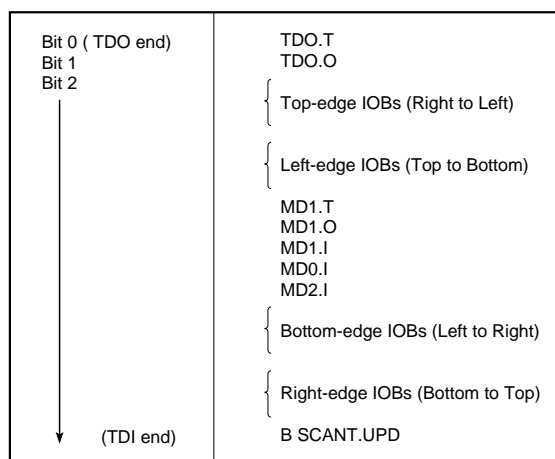 Bit 0 ( TDO end)
Bit 1
Bit 2
(TDI end)
TDO.T
TDO.O
Top-edge IOBs (Right to Left)
Left-edge IOBs (Top to Bottom)
MD1.T
MD1.O
MD1.I
MD0.I
MD2.I
Bottom-edge IOBs (Left to Right)
Right-edge IOBs (Bottom to Top)
B SCANT.UPD